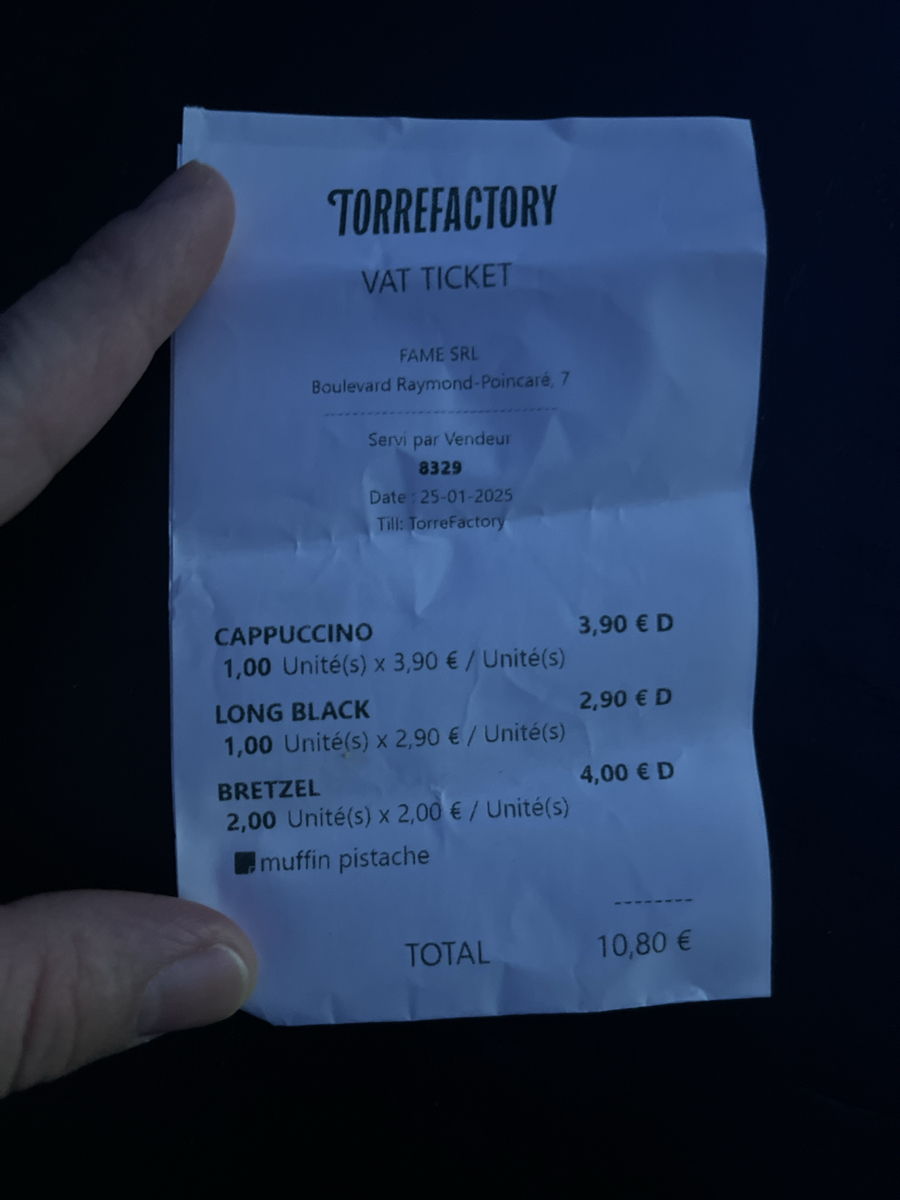 TORREFACTORY
VAT TICKET
FAME SRL
Boulevard Raymond-Poincaré, 7
------------------------------
Servi par Vendeur
8329
Date : 25-01-2025
Till: TorreFactory
CAPPUCCINO 3,90 € D
1,00 Unité(s) x 3,90 € / Unité(s)
LONG BLACK 2,90 € D
1,00 Unité(s) x 2,90 € / Unité(s)
BRETZEL 4,00 € D
2,00 Unité(s) x 2,00 € / Unité(s)
muffin pistache
--------
TOTAL 10,80 €